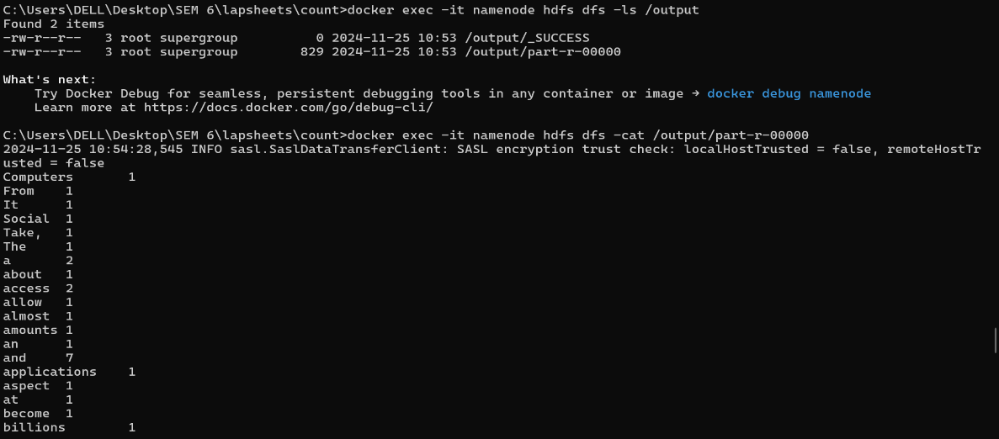 C:\Users\DELL\Desktop\SEM 6\lapsheets\count>docker exec -it namenode hdfs dfs -ls /output
Found 2 items
-rw-r--r--   3 root supergroup          0 2024-11-25 10:53 /output/_SUCCESS
-rw-r--r--   3 root supergroup        829 2024-11-25 10:53 /output/part-r-00000
What's next:
    Try Docker Debug for seamless, persistent debugging tools in any container or image → docker debug namenode
    Learn more at https://docs.docker.com/go/debug-cli/
C:\Users\DELL\Desktop\SEM 6\lapsheets\count>docker exec -it namenode hdfs dfs -cat /output/part-r-00000
2024-11-25 10:54:28,545 INFO sasl.SaslDataTransferClient: SASL encryption trust check: localHostTrusted = false, remoteHostTr
usted = false
Computers       1
From    1
It      1
Social  1
Take,   1
The     1
a       2
about   1
access  2
allow   1
almost  1
amounts 1
an      1
and     7
applications    1
aspect  1
at      1
become  1
billions        1